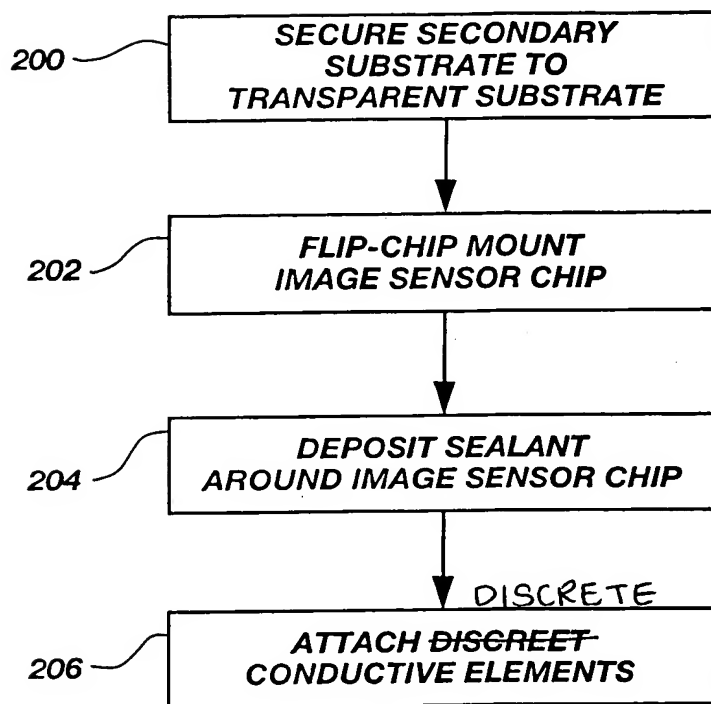 200
SECURE SECONDARY
SUBSTRATE TO
TRANSPARENT SUBSTRATE
202
FLIP-CHIP MOUNT
IMAGE SENSOR CHIP
204
DEPOSIT SEALANT
AROUND IMAGE SENSOR CHIP
DISCRETE
206
ATTACH DISCREET
CONDUCTIVE ELEMENTS